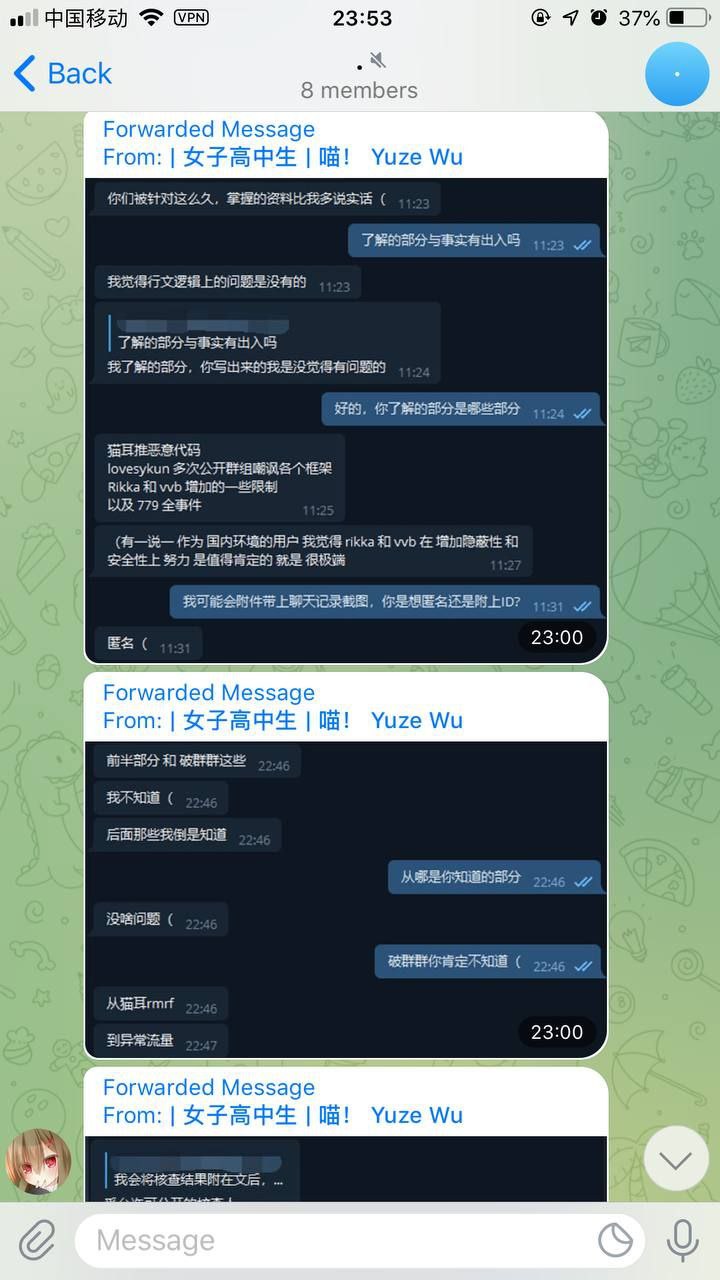 中国移动 VPN 23:53 37%
Back
.
8 members
Forwarded Message
From: | 女子高中生 | 喵！ Yuze Wu
你们被针对这么久，掌握的资料比我多说实话（ 11:23
了解的部分与事实有出入吗 11:23
我觉得行文逻辑上的问题是没有的 11:23
了解的部分与事实有出入吗
我了解的部分，你写出来的我是没觉得有问题的 11:24
好的，你了解的部分是哪些部分 11:24
猫耳推恶意代码
lovesykun 多次公开群组嘲讽各个框架
Rikka 和 vvb 增加的一些限制
以及 779 全事件 11:25
（有一说一 作为 国内环境的用户 我觉得 rikka 和 vvb 在 增加隐蔽性 和
安全性上 努力 是值得肯定的 就是 很极端 11:27
我可能会附件带上聊天记录截图，你是想匿名还是附上ID? 11:31
匿名（ 11:31
23:00
Forwarded Message
From: | 女子高中生 | 喵！ Yuze Wu
前半部分 和 破群群这些 22:46
我不知道（ 22:46
后面那些我倒是知道 22:46
从哪是你知道的部分 22:46
没啥问题（ 22:46
破群群你肯定不知道（ 22:46
从猫耳rmrf 22:46
到异常流量 22:47
23:00
Forwarded Message
From: | 女子高中生 | 喵！ Yuze Wu
我会将核查结果附在文后，...
Message